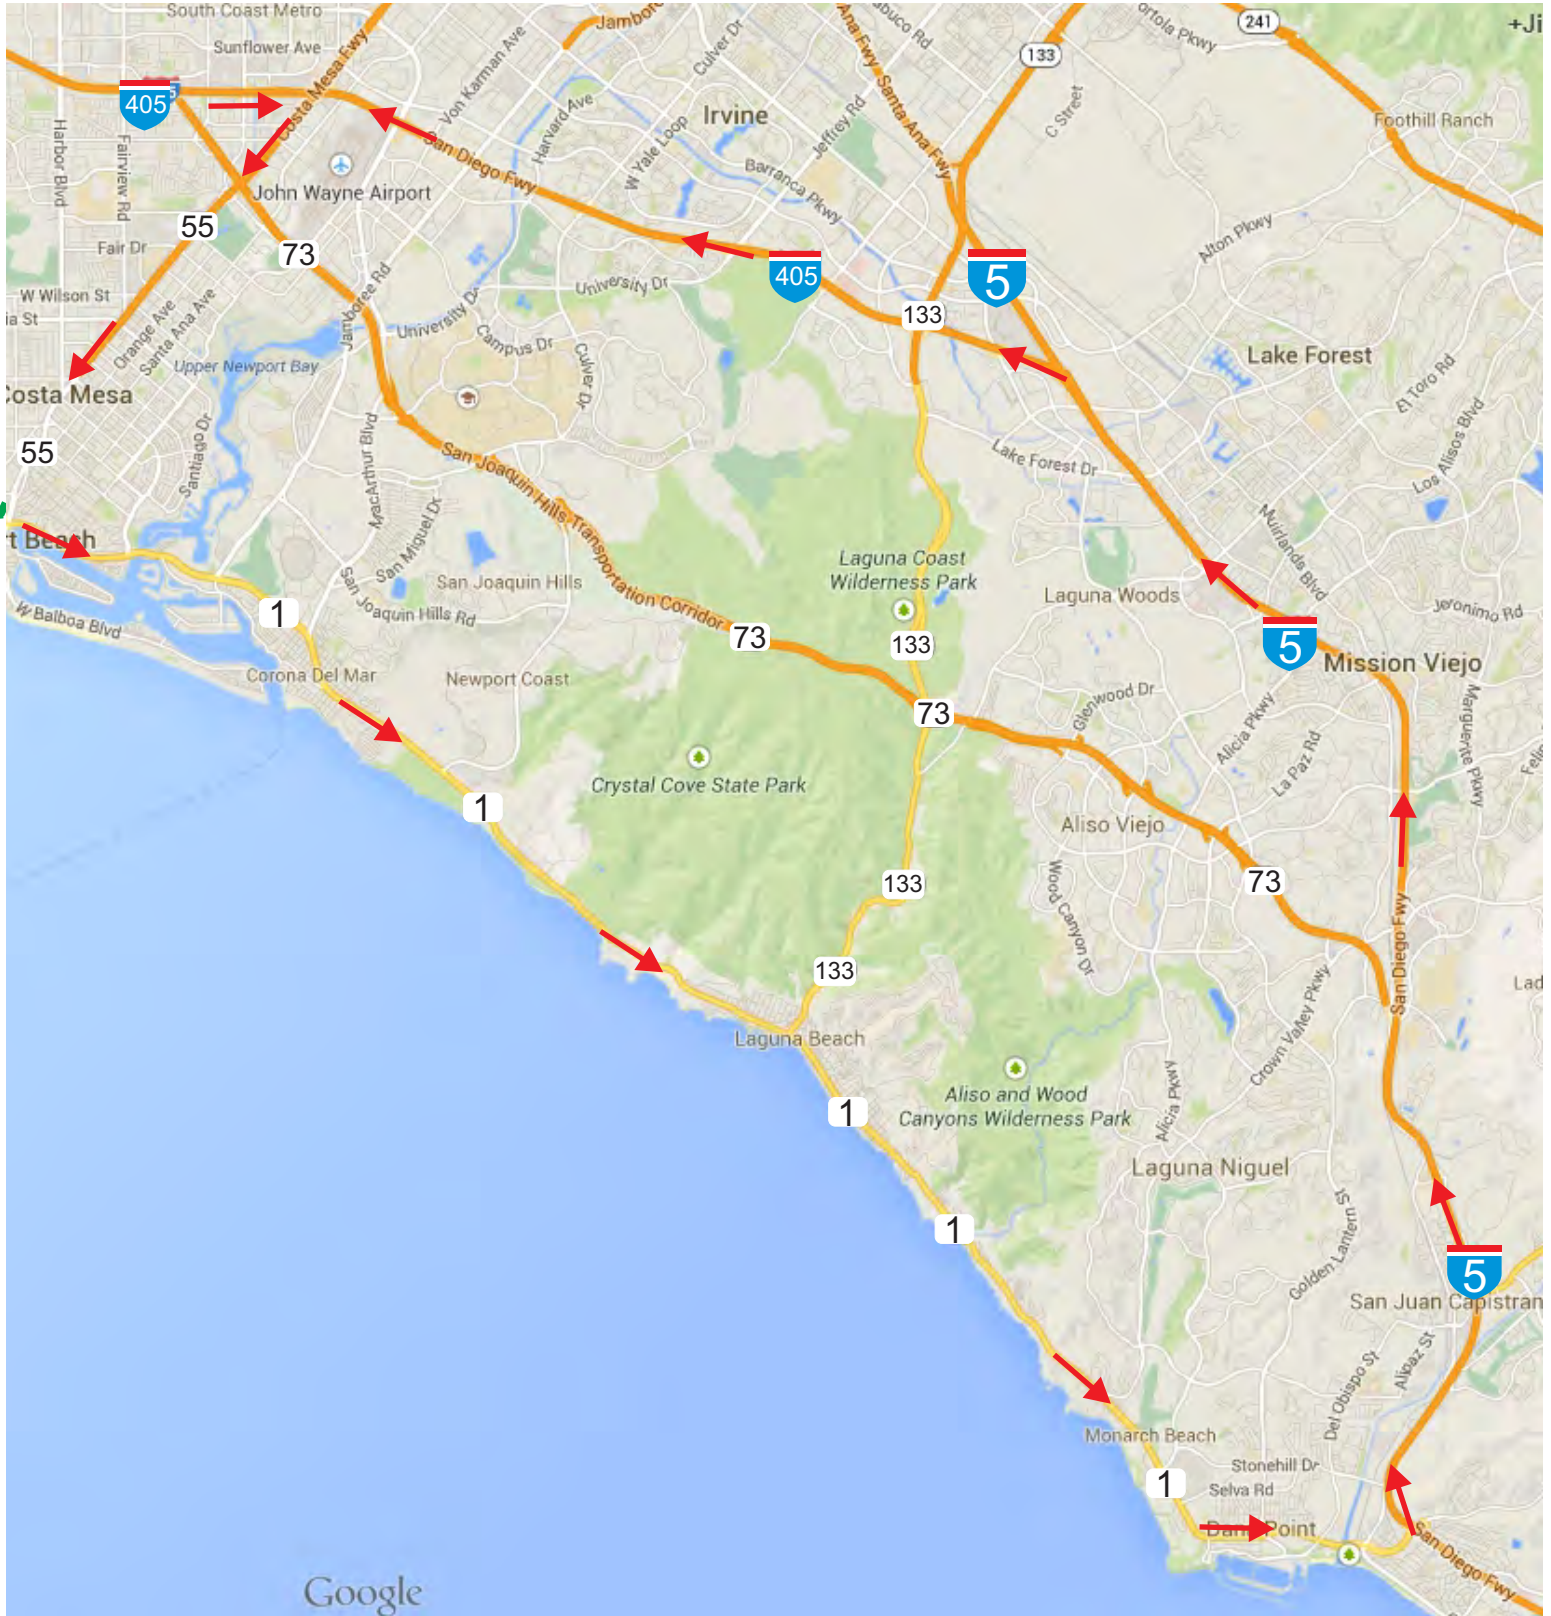 South Coast Metro
Sunflower Ave
Costa Mesa Fwy
Von Karman Ave
Culver Dr
Portola Pkwy
241
133
405
Harbor Blvd
Fairview Rd
Harvard Ave
W Yale Loop
Irvine
Jeffrey Rd
Santa Ana Fwy
C Street
Foothill Ranch
San Diego Fwy
Barranca Pkwy
John Wayne Airport
55
73
Fair Dr
Alton Pkwy
405
5
University Dr
W Wilson St
ia St
Orange Ave
Santa Ana Ave
Jamboree Rd
University Dr
Campus Dr
Culver Dr
133
Lake Forest
Upper Newport Bay
El Toro Rd
Costa Mesa
55
Santiago Dr
MacArthur Blvd
San Joaquin Hills Transportation Corridor
Lake Forest Dr
Los Alisos Blvd
t Beach
San Miguel Dr
San Joaquin Hills
San Joaquin Hills Rd
Laguna Coast
Wilderness Park
Laguna Woods
Muirlands Blvd
Jeronimo Rd
W Balboa Blvd
1
73
133
5
Mission Viejo
Corona Del Mar
Newport Coast
73
Glenwood Dr
Alicia Pkwy
La Paz Rd
Marguerite Pkwy
Crystal Cove State Park
1
Aliso Viejo
133
Wood Canyon Dr
73
San Diego Fwy
133
Crown Valley Pkwy
Lad
Laguna Beach
Aliso and Wood
Canyons Wilderness Park
1
Alicia Pkwy
Laguna Niguel
1
Golden Lantern St
5
San Juan Capistran
Alipaz St
Del Obispo St
Monarch Beach
Stonehill Dr
Selva Rd
1
Dana Point
San Diego Fwy
Google